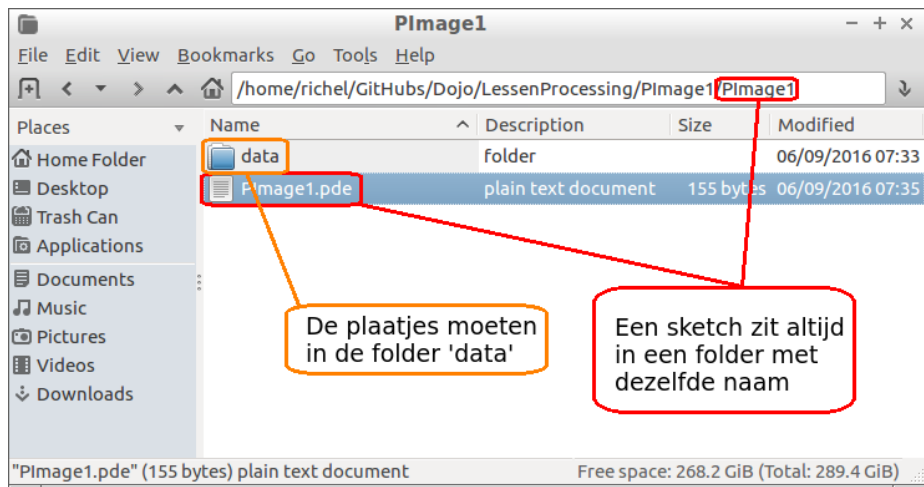 PImage1
File Edit View Bookmarks Go Tools Help
/home/richel/GitHubs/Dojo/LessenProcessing/PImage1/PImage1
Places
Name Description Size Modified
Home Folder
Desktop
Trash Can
Applications
Documents
Music
Pictures
Videos
Downloads
data folder 06/09/2016 07:33
PImage1.pde plain text document 155 bytes 06/09/2016 07:35
De plaatjes moeten
in de folder 'data'
Een sketch zit altijd
in een folder met
dezelfde naam
"PImage1.pde" (155 bytes) plain text document Free space: 268.2 GiB (Total: 289.4 GiB)